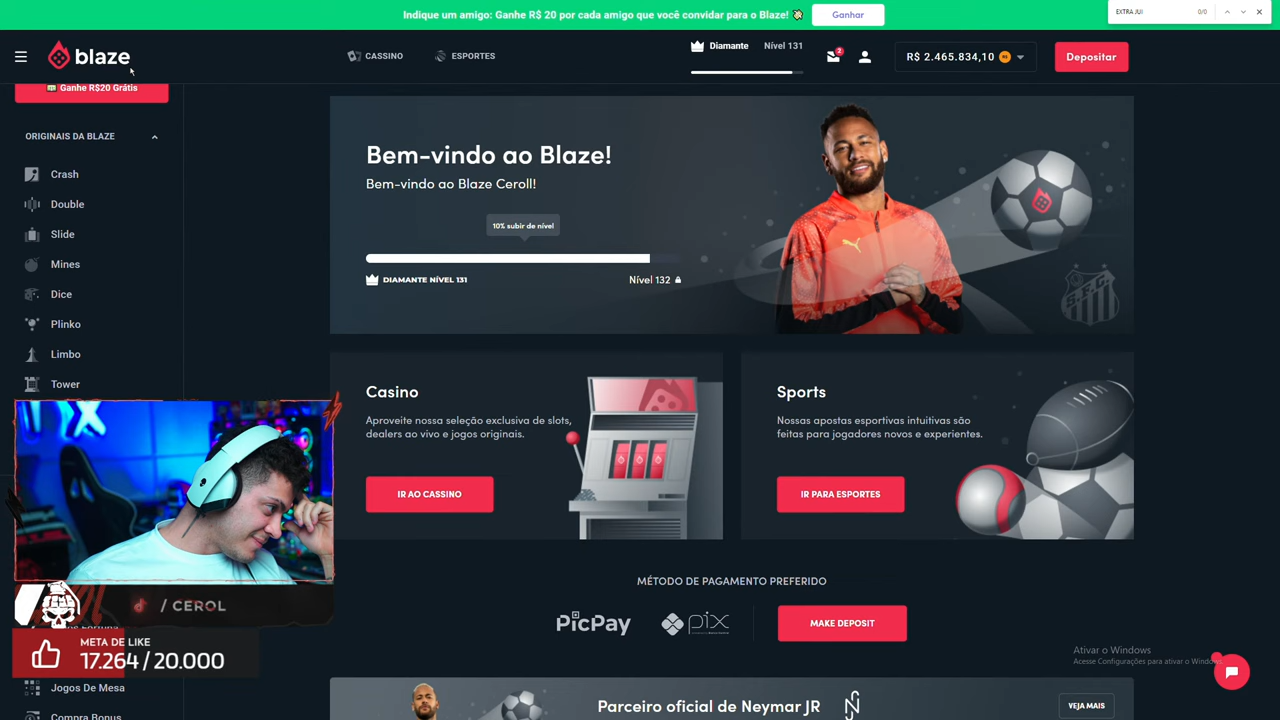 Indique um amigo: Ganhe R$ 20 por cada amigo que você convidar para o Blaze!
Ganhar
EXTRA JUI
0/0
blaze
CASSINO
ESPORTES
Diamante
Nível 131
2
R$ 2.465.834,10
R$
Depositar
Ganhe R$20 Grátis
ORIGINAIS DA BLAZE
Crash
Double
Slide
Mines
Dice
Plinko
Limbo
Tower
Bem-vindo ao Blaze!
Bem-vindo ao Blaze Ceroll!
10% subir de nível
DIAMANTE NÍVEL 131
Nível 132
Casino
Aproveite nossa seleção exclusiva de slots,
dealers ao vivo e jogos originais.
IR AO CASSINO
Sports
Nossas apostas esportivas intuitivas são
feitas para jogadores novos e experientes.
IR PARA ESPORTES
MÉTODO DE PAGAMENTO PREFERIDO
PicPay
pix
MAKE DEPOSIT
/ CEROL
META DE LIKE
17.264 / 20.000
Jogos De Mesa
Compra Bonus
Ativar o Windows
Acesse Configurações para ativar o Windows.
Parceiro oficial de Neymar JR
VEJA MAIS